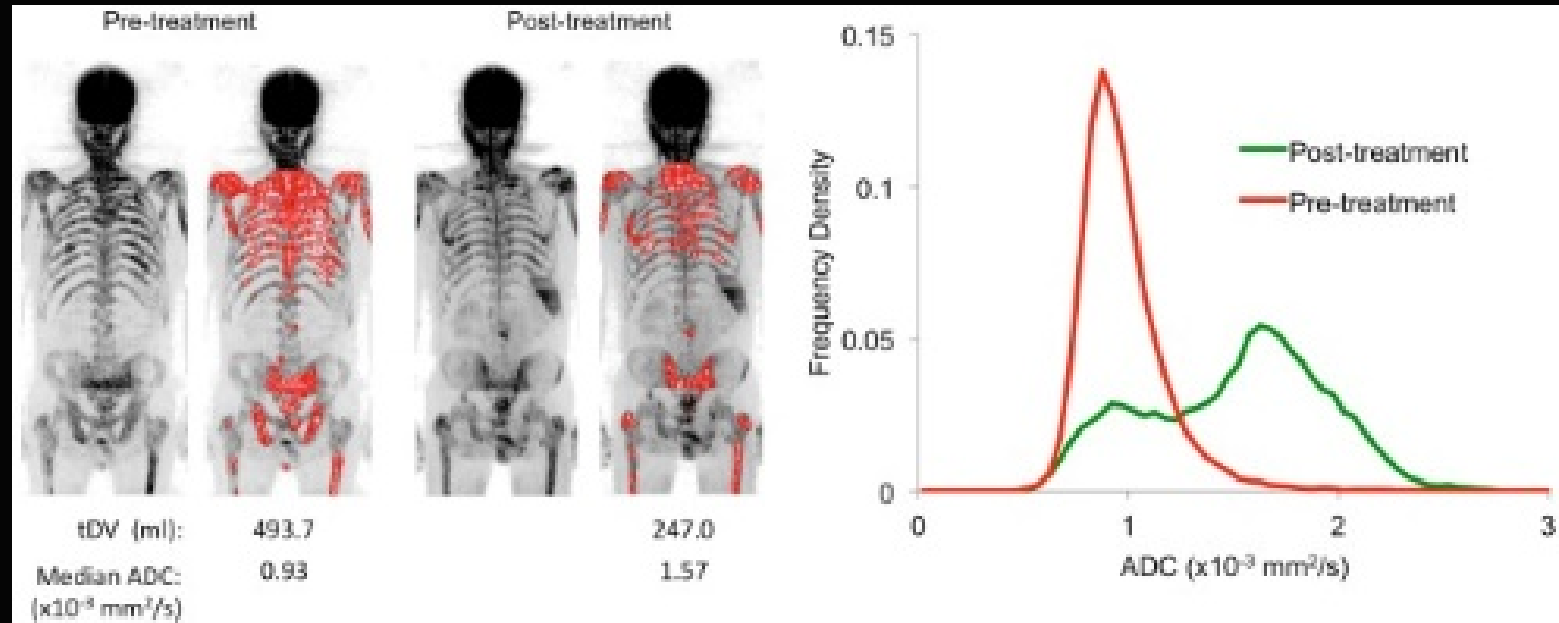 Pre-treatment
Post-treatment
tDV (ml): 493.7 247.0
Median ADC: 0.93 1.57
(x10⁻³ mm²/s)
0.15
0.1
0.05
0
Frequency Density
Post-treatment
Pre-treatment
0 1 2 3
ADC (x10⁻³ mm²/s)